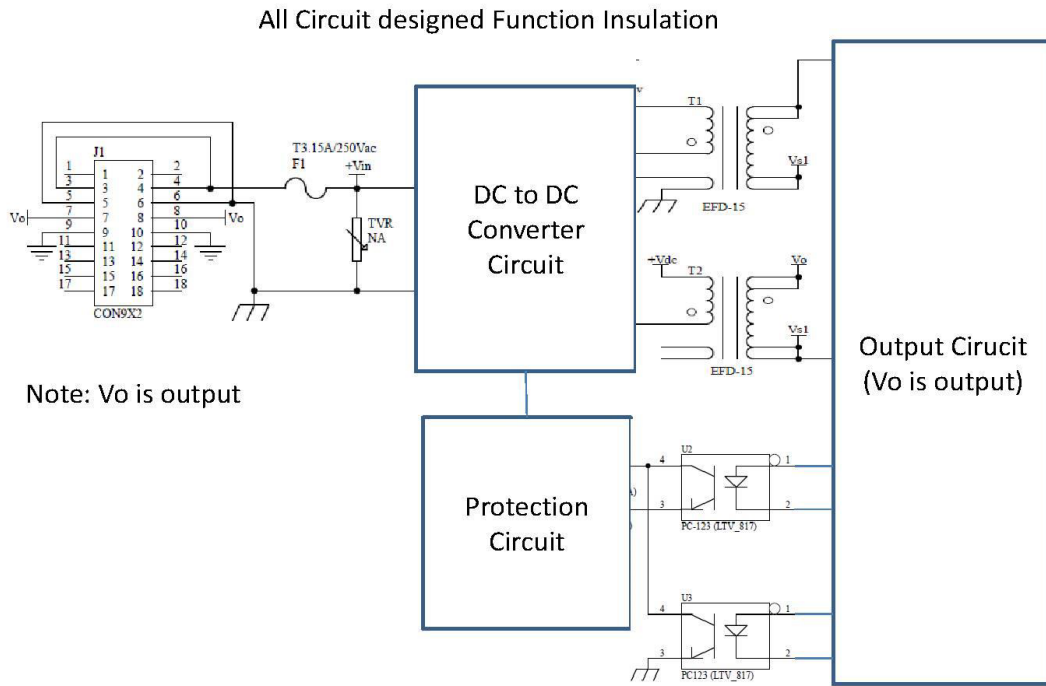 All Circuit designed Function Insulation
J1
1 1 2 2
3 3 4 4
5 5 6 6
Vo 7 7 8 8 Vo
9 9 10 10
11 11 12 12
13 13 14 14
15 15 16 16
17 17 18 18
CON9X2
T3.15A/250Vac
F1
+Vin
TVR
NA
DC to DC
Converter
Circuit
T1
Vs1
EFD-15
+Vdc
T2
Vo
Vs1
EFD-15
Output Cirucit
(Vo is output)
Note: Vo is output
Protection
Circuit
U2
4 1
3 2
PC-123 (LTV_817)
U3
4 1
3 2
PC123 (LTV_817)